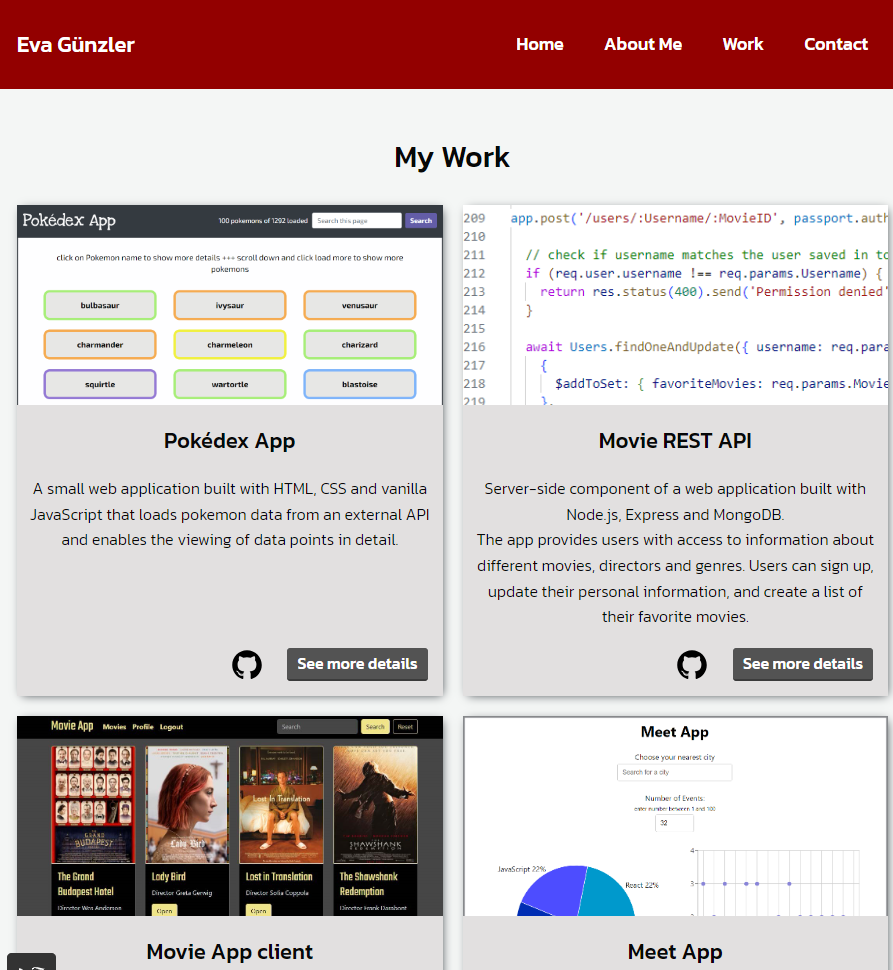 Eva Günzler
Home
About Me
Work
Contact
My Work
Pokédex App
100 pokemons of 1292 loaded
Search this page
Search
click on Pokemon name to show more details +++ scroll down and click load more to show more
pokemons
bulbasaur
ivysaur
venusaur
charmander
charmeleon
charizard
squirtle
wartortle
blastoise
209 app.post('/users/:Username/:MovieID', passport.auth
210
211 // check if username matches the user saved in to
212 if (req.user.username !== req.params.Username) {
213 return res.status(400).send('Permission denied'
214 }
215
216 await Users.findOneAndUpdate({ username: req.para
217 {
218 $addToSet: { favoriteMovies: req.params.Movie
219 },
Pokédex App
A small web application built with HTML, CSS and vanilla
JavaScript that loads pokemon data from an external API
and enables the viewing of data points in detail.
See more details
Movie REST API
Server-side component of a web application built with
Node.js, Express and MongoDB.
The app provides users with access to information about
different movies, directors and genres. Users can sign up,
update their personal information, and create a list of
their favorite movies.
See more details
Movie App
Movies
Profile
Logout
Search
Search
Reset
THE GRAND
BUDAPEST
Lady Bird
Lost In Translation
THE SHAWSHANK
REDEMPTION
The Grand
Budapest Hotel
Director Wes Anderson
Lady Bird
Director Greta Gerwig
Open
Lost in Translation
Director Sofia Coppola
Open
The Shawshank
Redemption
Director Frank Darabont
Meet App
Choose your nearest city
Search for a city
Number of Events:
enter number between 1 and 100
32
JavaScript 22%
React 22%
4
3
2
Movie App client
Meet App